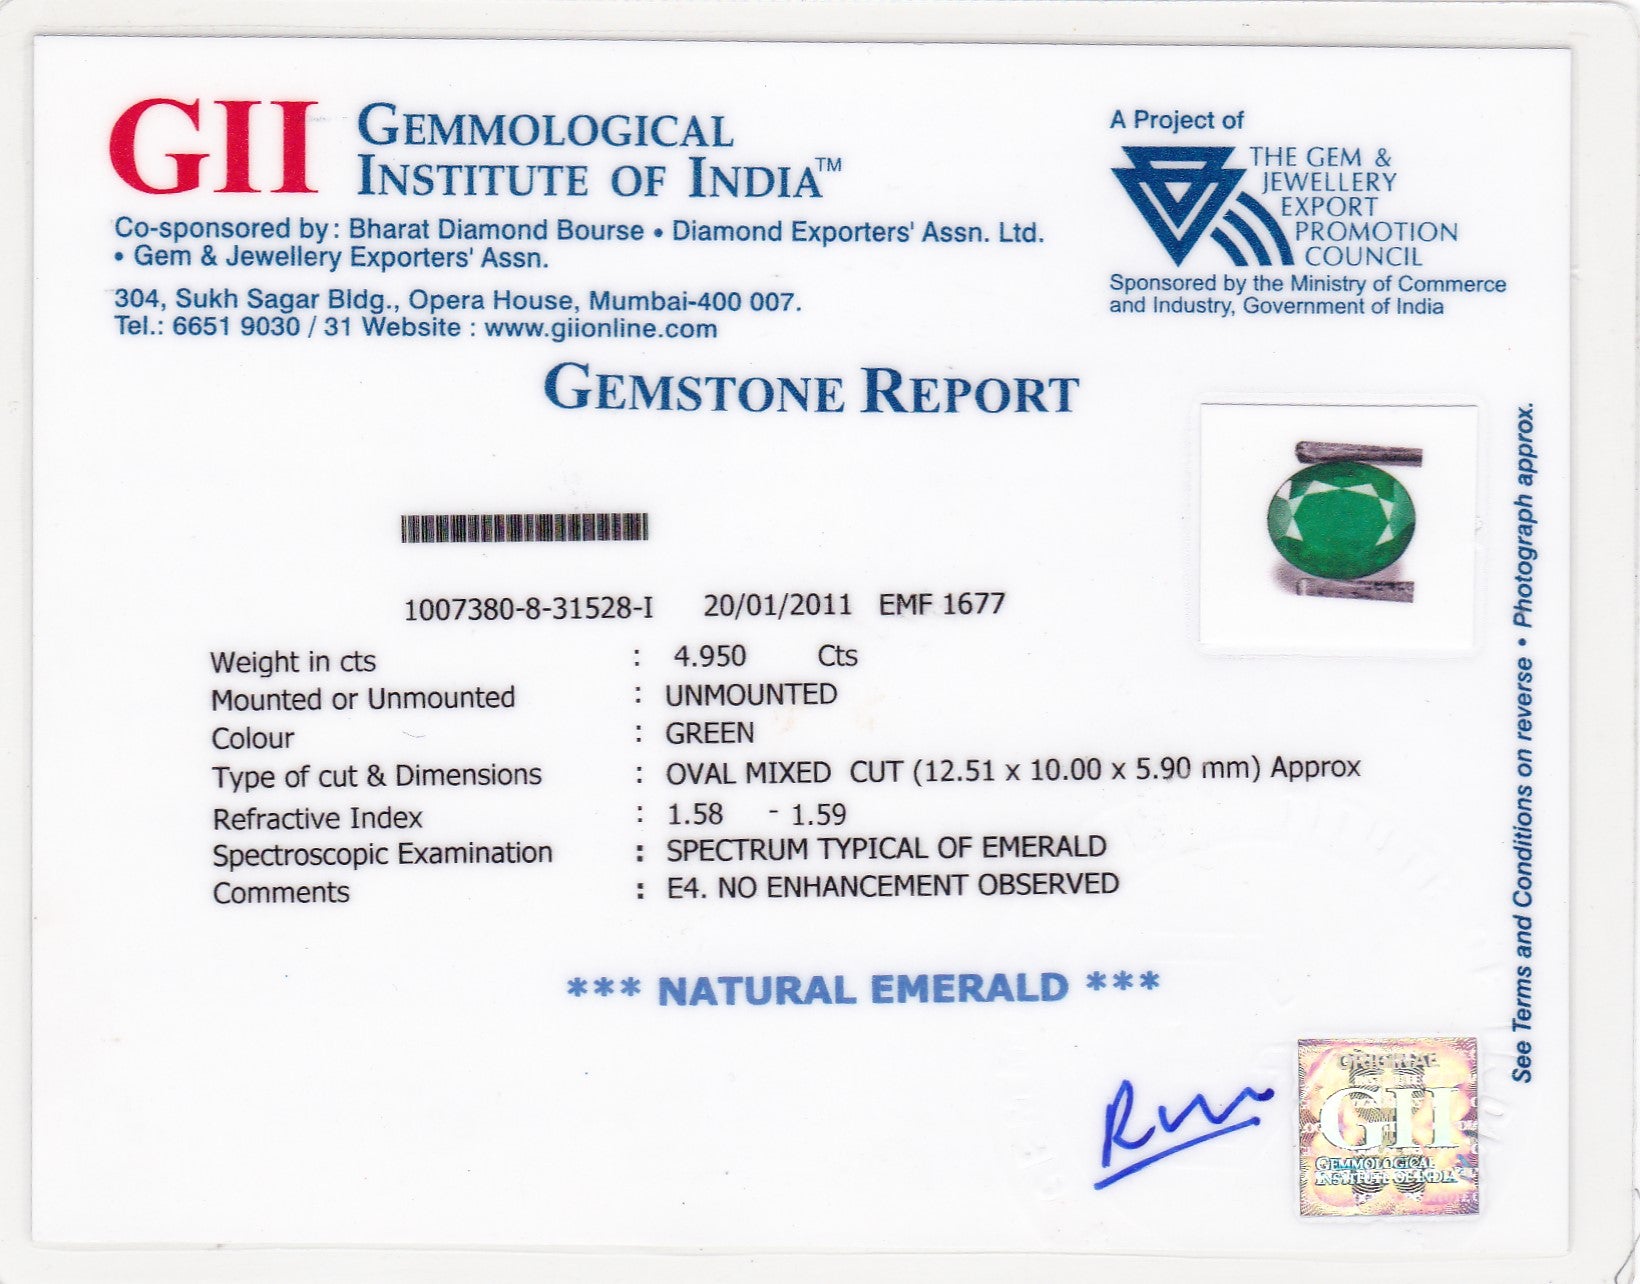 GII GEMMOLOGICAL
INSTITUTE OF INDIA™
Co-sponsored by: Bharat Diamond Bourse • Diamond Exporters' Assn. Ltd.
• Gem & Jewellery Exporters' Assn.
304, Sukh Sagar Bldg., Opera House, Mumbai-400 007.
Tel.: 6651 9030 / 31 Website : www.giionline.com
A Project of
THE GEM &
JEWELLERY
EXPORT
PROMOTION
COUNCIL
Sponsored by the Ministry of Commerce
and Industry, Government of India
GEMSTONE REPORT
1007380-8-31528-I 20/01/2011 EMF 1677
Weight in cts : 4.950 Cts
Mounted or Unmounted : UNMOUNTED
Colour : GREEN
Type of cut & Dimensions : OVAL MIXED CUT (12.51 x 10.00 x 5.90 mm) Approx
Refractive Index : 1.58 - 1.59
Spectroscopic Examination : SPECTRUM TYPICAL OF EMERALD
Comments : E4. NO ENHANCEMENT OBSERVED
*** NATURAL EMERALD ***
See Terms and Conditions on reverse • Photograph approx.
ORIGINAL
GII
GEMMOLOGICAL
INSTITUTE OF INDIA